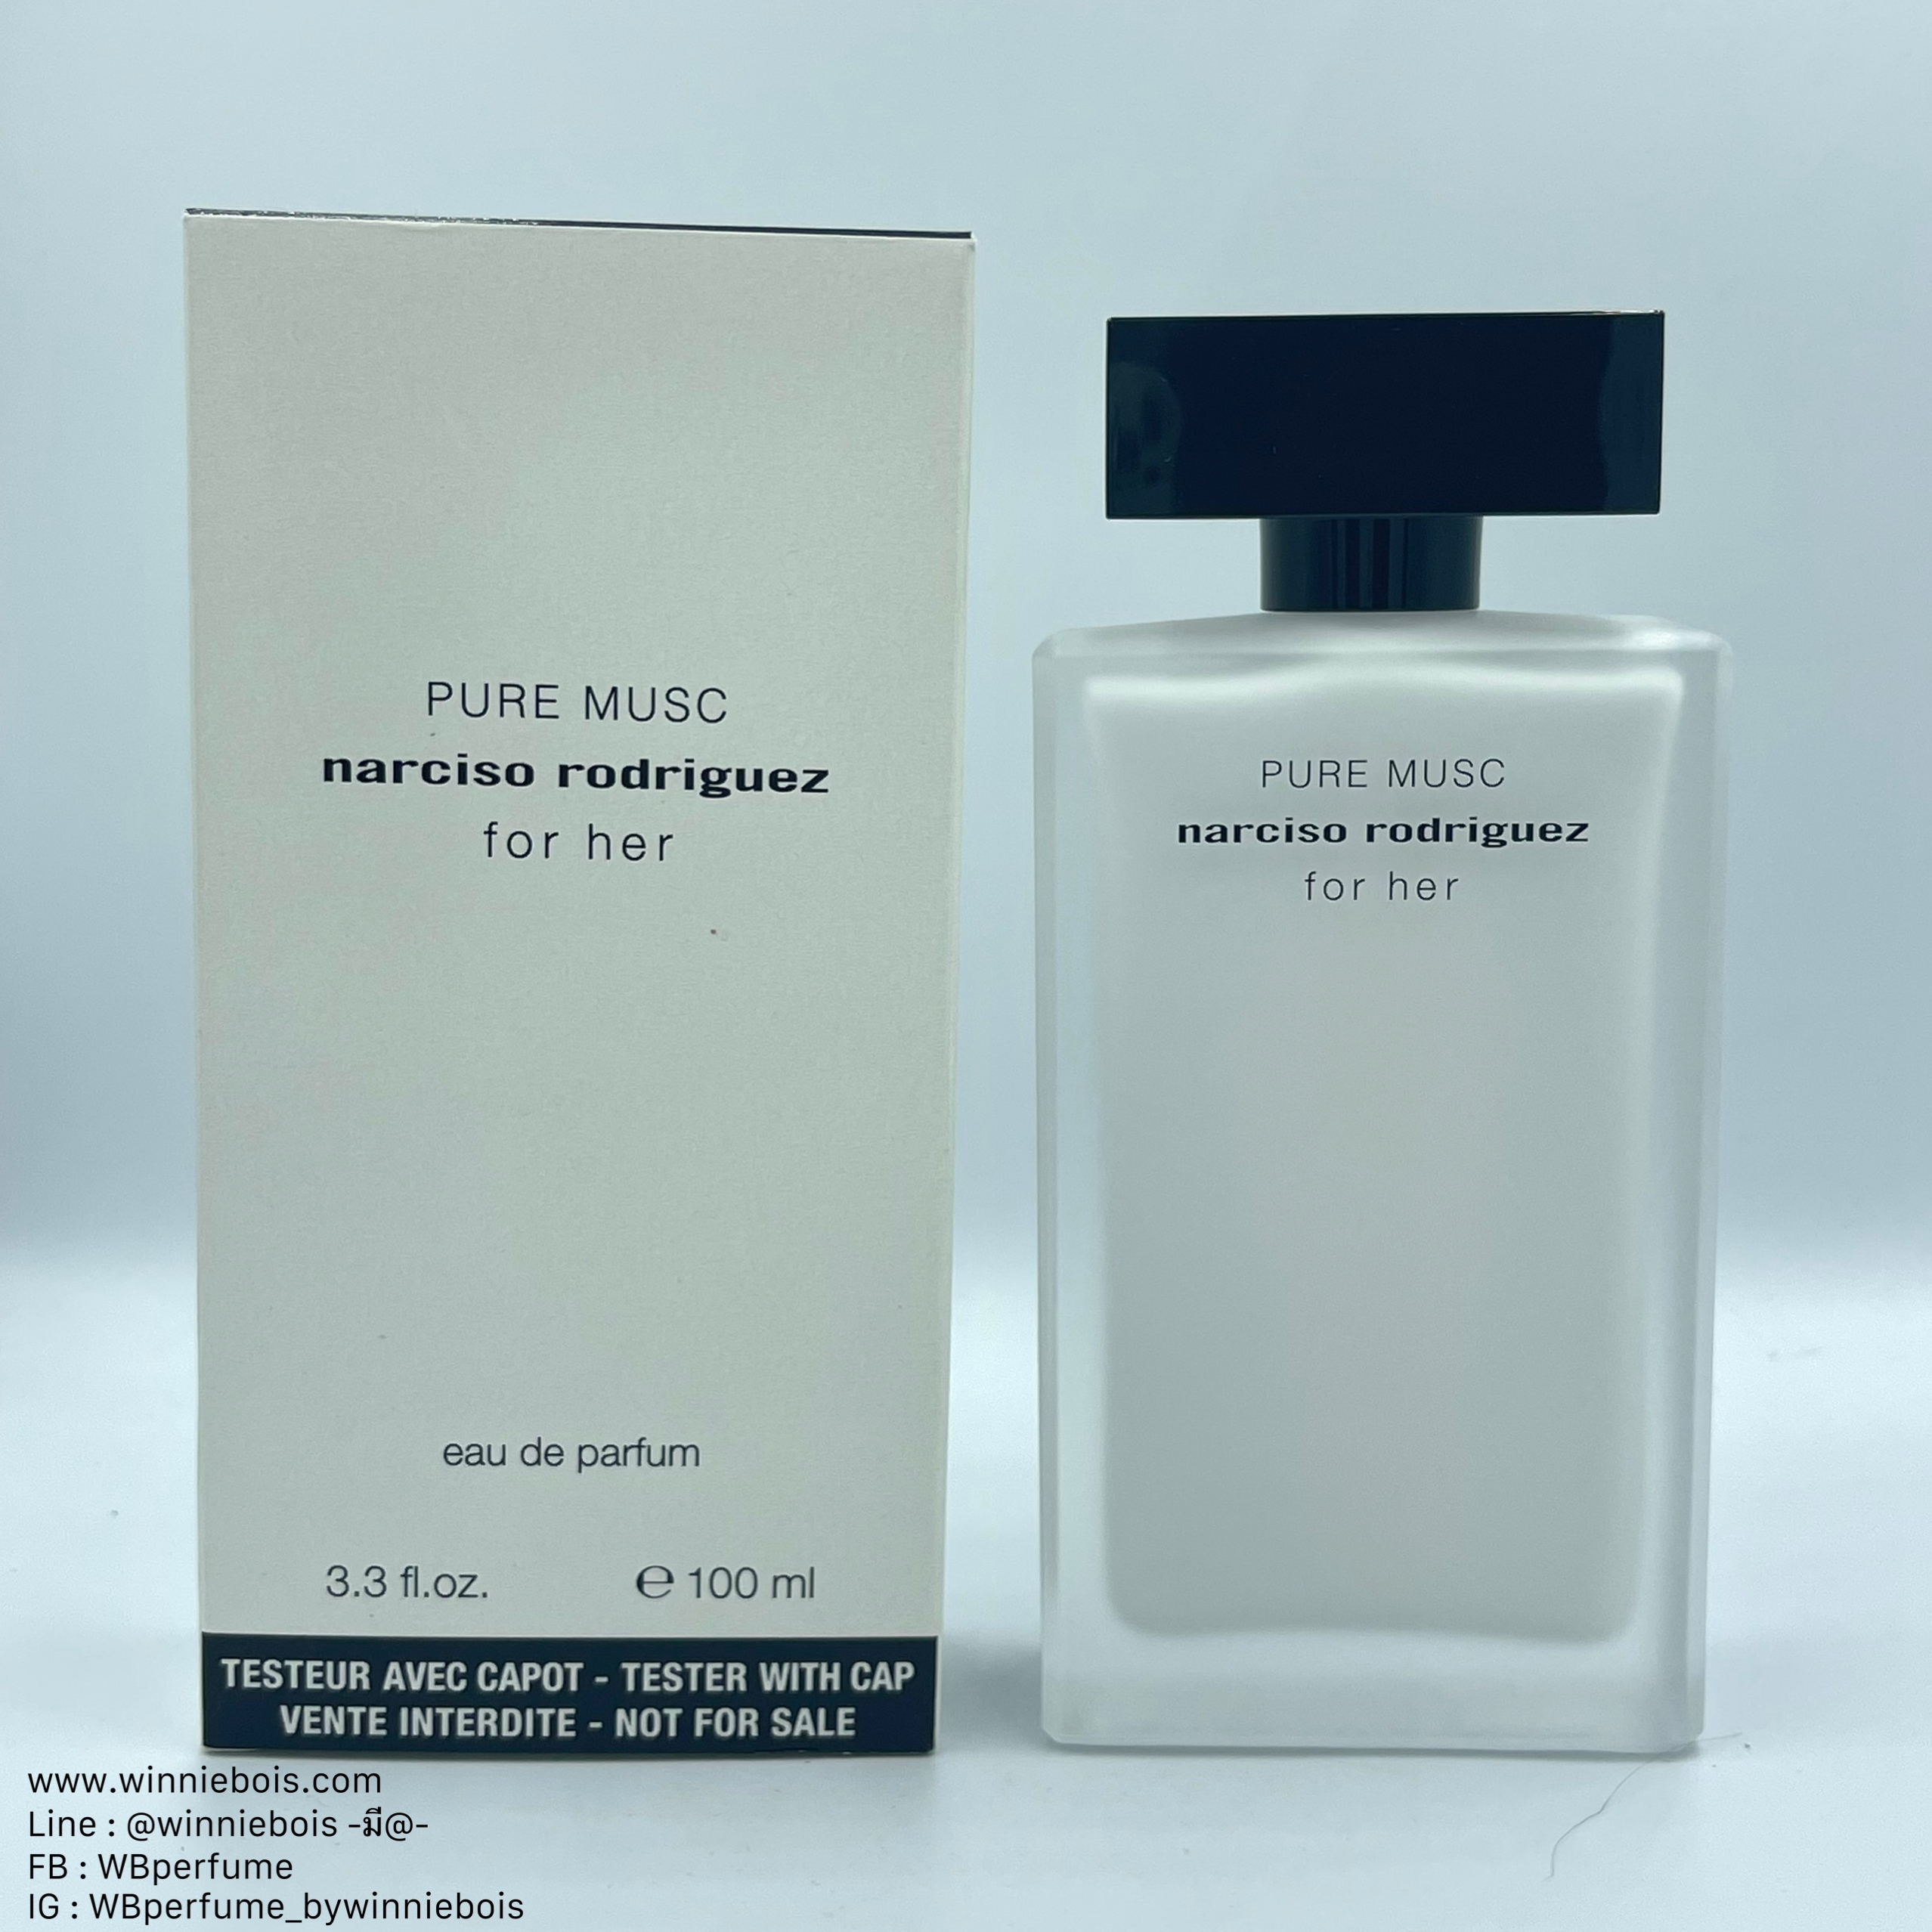 PURE MUSC
narciso rodriguez
for her
eau de parfum
3.3 fl.oz. ℮ 100 ml
TESTEUR AVEC CAPOT - TESTER WITH CAP
VENTE INTERDITE - NOT FOR SALE
PURE MUSC
narciso rodriguez
for her
www.winniebois.com
Line : @winniebois -มี@-
FB : WBperfume
IG : WBperfume_bywinniebois